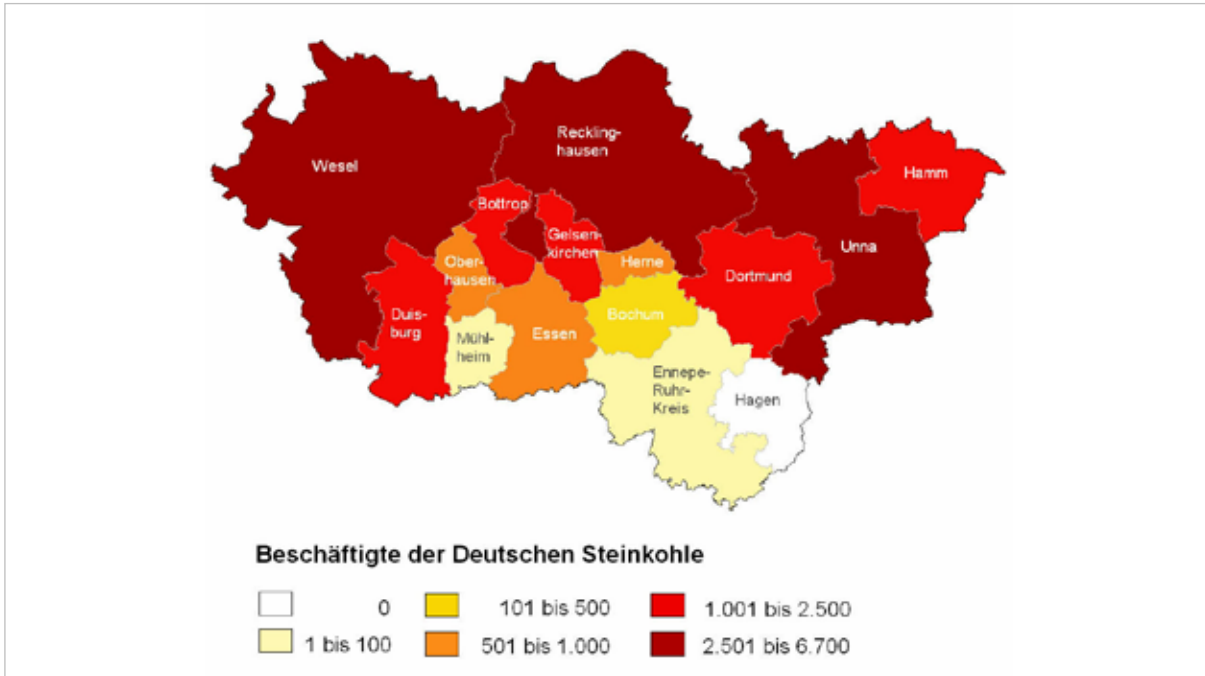 Reckling-
hausen
Wesel
Hamm
Bottrop
Gelsen-
kirchen
Unna
Ober-
hausen
Herne
Dortmund
Duis-
burg
Bochum
Essen
Mühl-
heim
Ennepe-
Ruhr-
Kreis
Hagen
Beschäftigte der Deutschen Steinkohle
0
101 bis 500
1.001 bis 2.500
1 bis 100
501 bis 1.000
2.501 bis 6.700